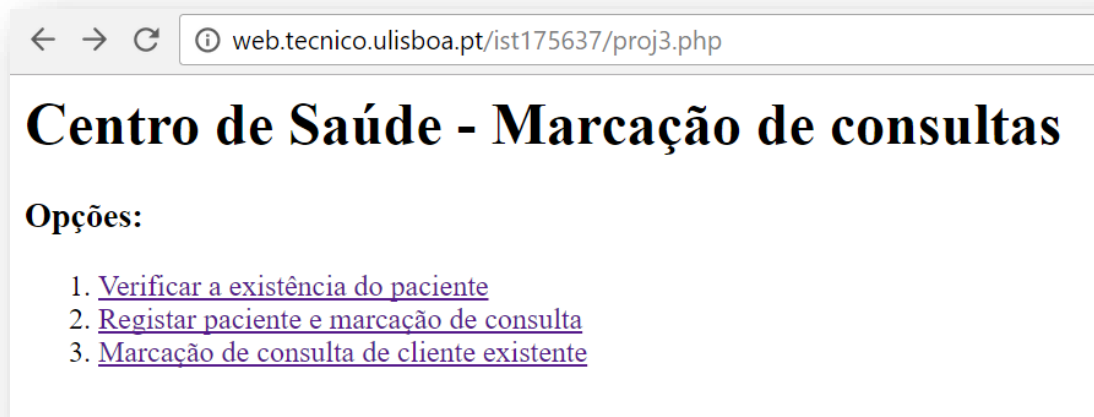 web.tecnico.ulisboa.pt/ist175637/proj3.php
Centro de Saúde - Marcação de consultas
Opções:
1. Verificar a existência do paciente
2. Registar paciente e marcação de consulta
3. Marcação de consulta de cliente existente